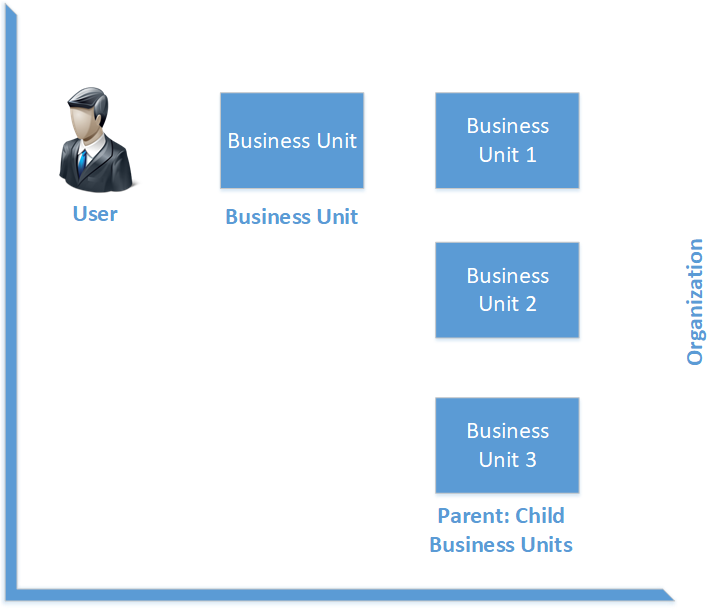 User
Business Unit
Business Unit
Business
Unit 1
Business
Unit 2
Business
Unit 3
Parent: Child
Business Units
Organization